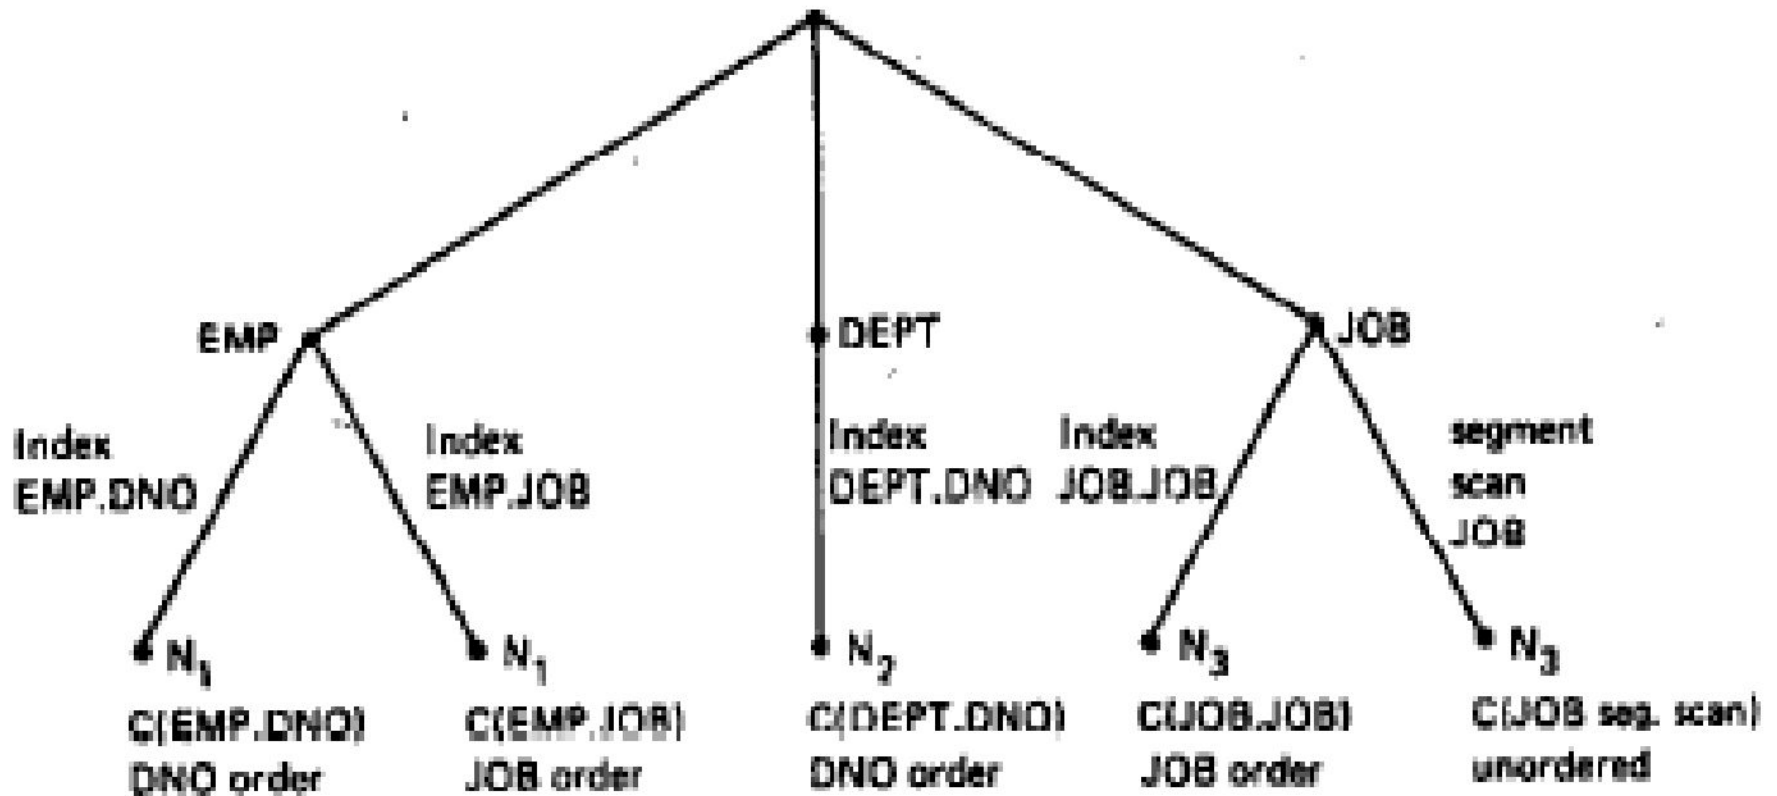 EMP
DEPT
JOB
Index
EMP.DNO
Index
EMP.JOB
Index
DEPT.DNO
Index
JOB.JOB
segment
scan
JOB
N1
C(EMP.DNO)
DNO order
N1
C(EMP.JOB)
JOB order
N2
C(DEPT.DNO)
DNO order
N3
C(JOB.JOB)
JOB order
N3
C(JOB seg. scan)
unordered